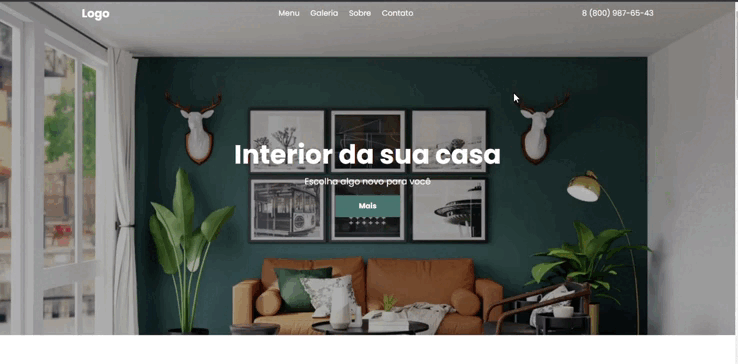 Logo
Menu Galeria Sobre Contato
8 (800) 987-65-43
Interior da sua casa
Escolha algo novo para você
Mais